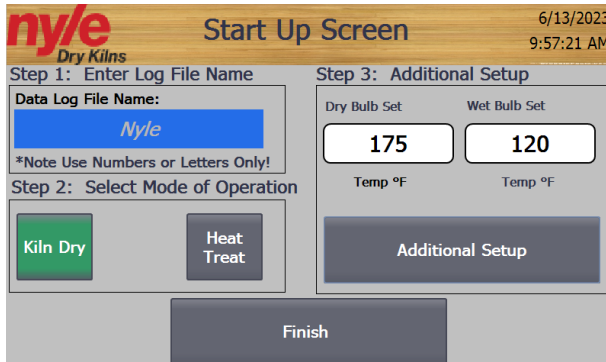 nyle
Dry Kilns
Start Up Screen
6/13/2023
9:57:21 AM
Step 1: Enter Log File Name
Data Log File Name:
Nyle
*Note Use Numbers or Letters Only!
Step 2: Select Mode of Operation
Kiln Dry
Heat
Treat
Step 3: Additional Setup
Dry Bulb Set
Wet Bulb Set
175
120
Temp ºF
Temp ºF
Additional Setup
Finish